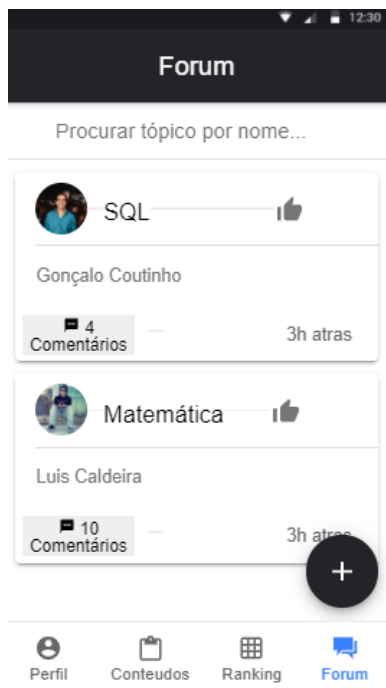 12:30
Forum
Procurar tópico por nome...
SQL
Gonçalo Coutinho
4
Comentários
3h atras
Matemática
Luis Caldeira
10
Comentários
3h atras
+
Perfil Conteudos Ranking Forum